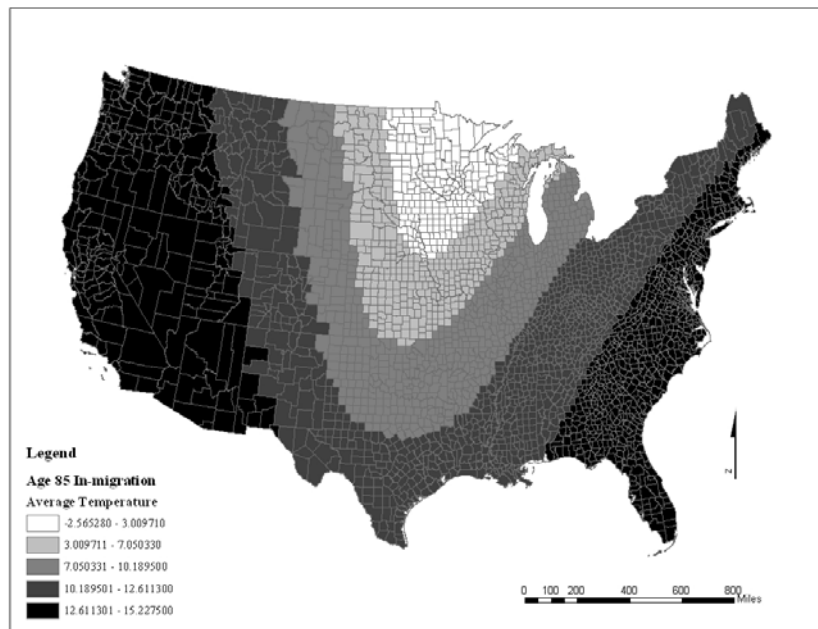 Legend
Age 85 In-migration
Average Temperature
-2.565280 - 3.009710
3.009711 - 7.050330
7.050331 - 10.189500
10.189501 - 12.611300
12.611301 - 15.227500
N
0 100 200 400 600 800 Miles